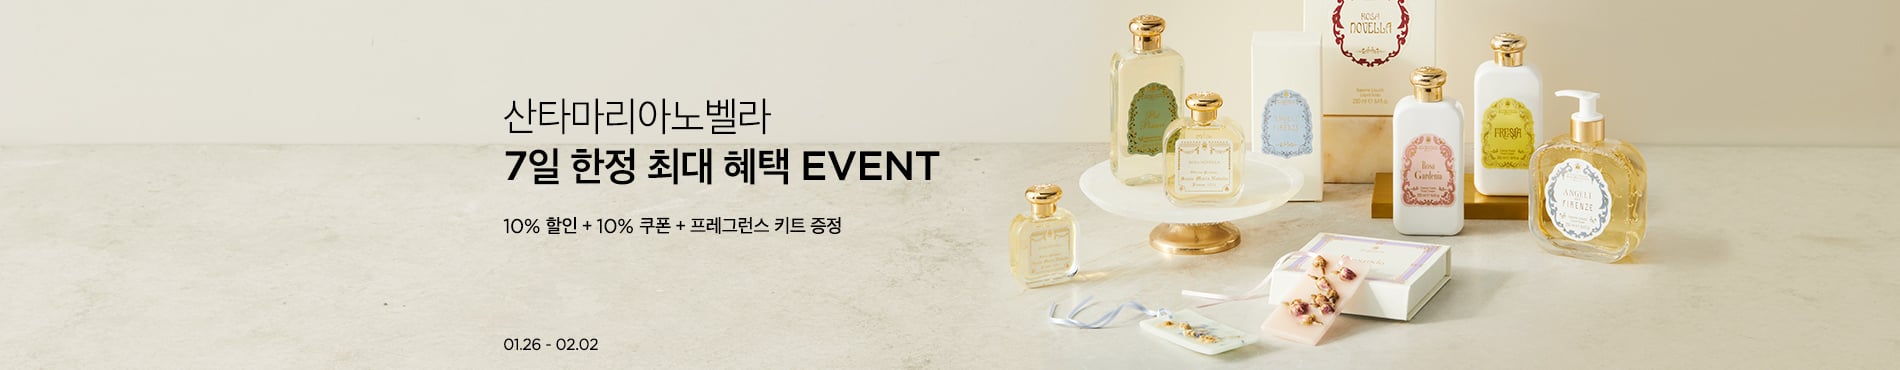 산타마리아노벨라
7일 한정 최대 혜택 EVENT
10% 할인 + 10% 쿠폰 + 프레그런스 키트 증정
01.26 - 02.02
ROSA
NOVELLA
ANGELI
FIRENZE
Rosa
Gardenia
FRESIA
ANGELI
FIRENZE